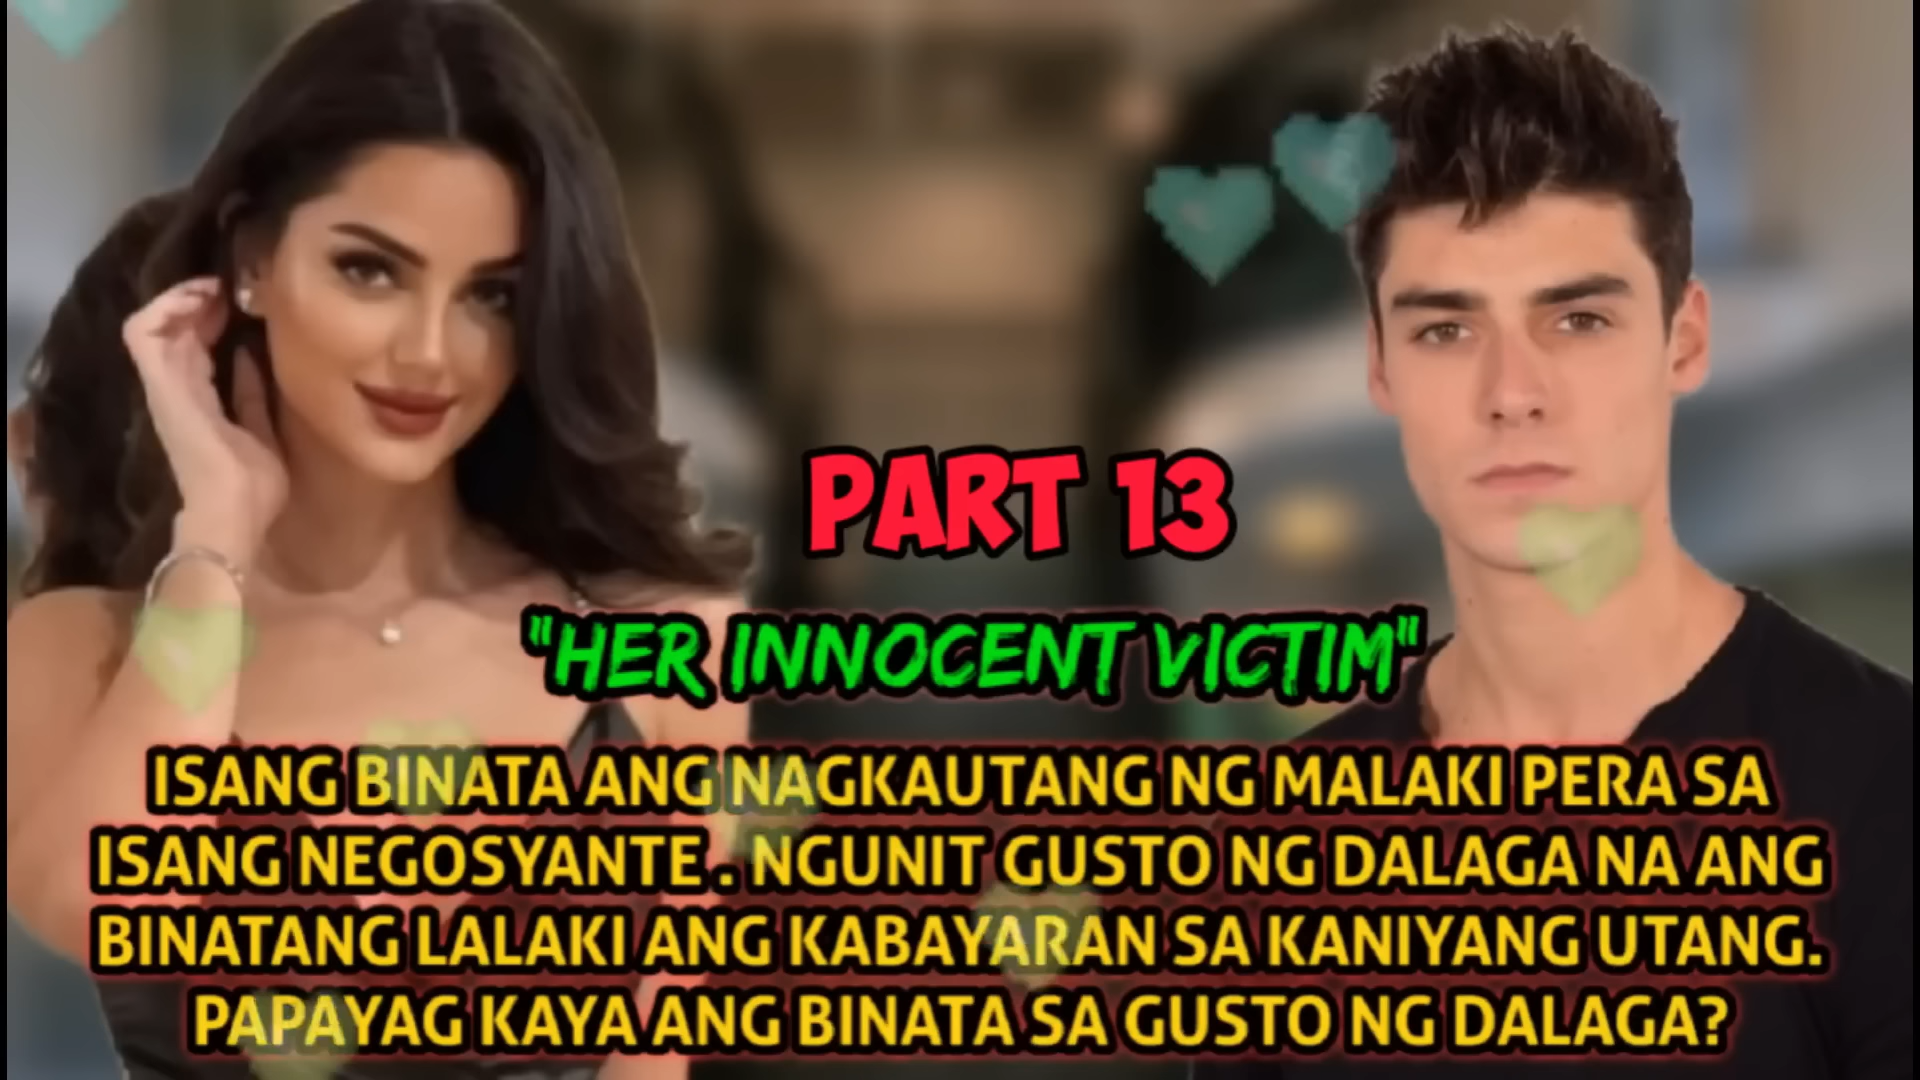 PART 13
"HER INNOCENT VICTIM"
ISANG BINATA ANG NAGKAUTANG NG MALAKI PERA SA
ISANG NEGOSYANTE . NGUNIT GUSTO NG DALAGA NA ANG
BINATANG LALAKI ANG KABAYARAN SA KANIYANG UTANG.
PAPAYAG KAYA ANG BINATA SA GUSTO NG DALAGA?